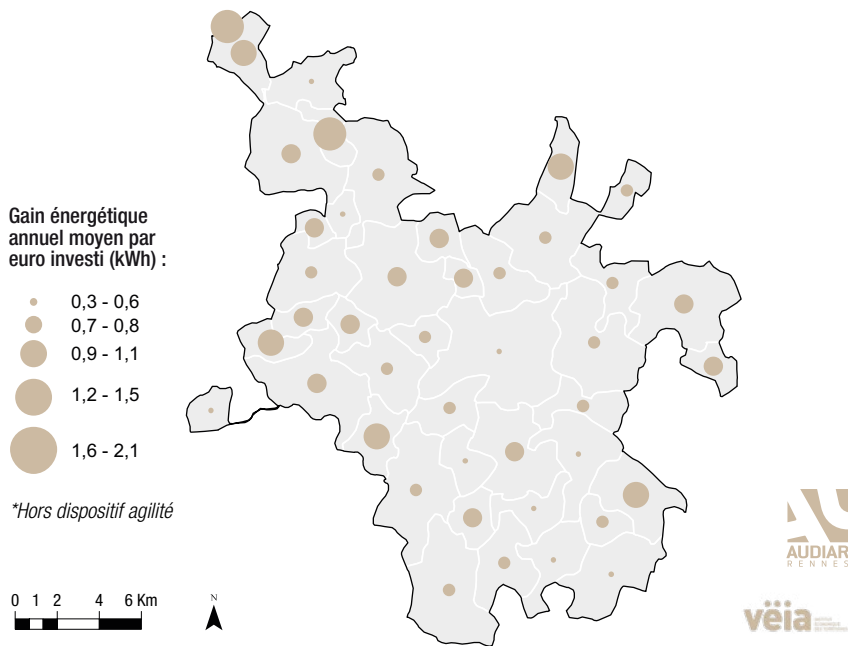 Gain énergétique
annuel moyen par
euro investi (kWh) :
0,3 - 0,6
0,7 - 0,8
0,9 - 1,1
1,2 - 1,5
1,6 - 2,1
*Hors dispositif agilité
0 1 2 4 6 Km
N
AUDIAR
RENNES
vëia